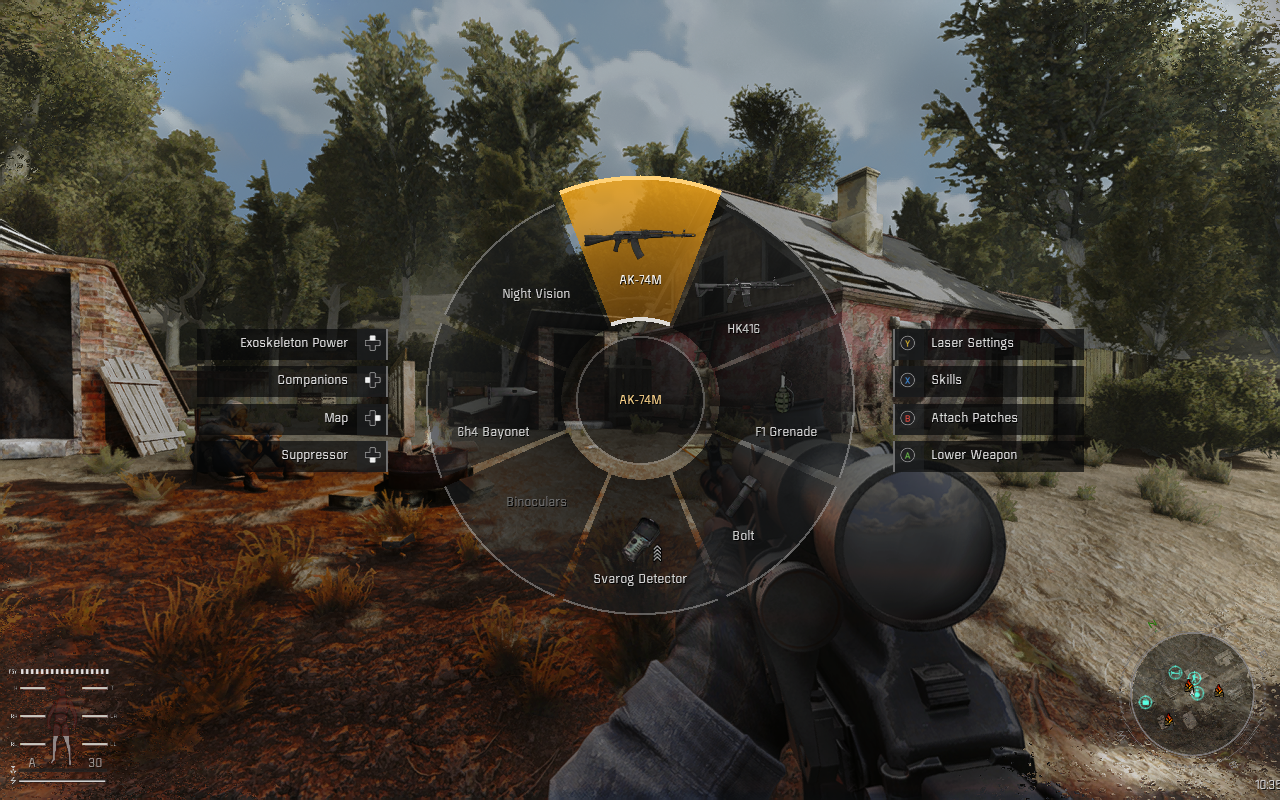 AK-74M
Night Vision
HK416
Exoskeleton Power
Companions
Map
Suppressor
AK-74M
6h4 Bayonet
F1 Grenade
Y Laser Settings
X Skills
B Attach Patches
A Lower Weapon
Binoculars
Bolt
Svarog Detector
A 30